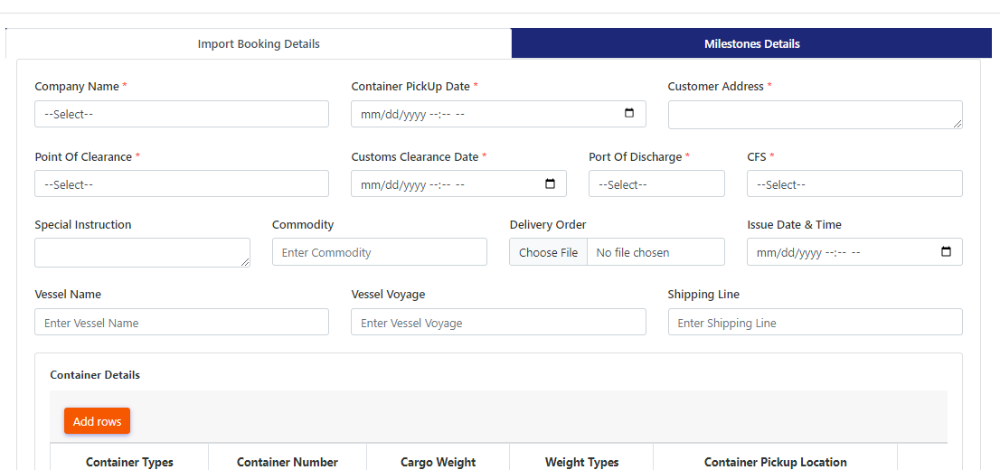 Import Booking Details Milestones Details
Company Name * Container PickUp Date * Customer Address *
--Select-- mm/dd/yyyy --:-- --
Point Of Clearance * Customs Clearance Date * Port Of Discharge * CFS *
--Select-- mm/dd/yyyy --:-- -- --Select-- --Select--
Special Instruction Commodity Delivery Order Issue Date & Time
Enter Commodity Choose File No file chosen mm/dd/yyyy --:-- --
Vessel Name Vessel Voyage Shipping Line
Enter Vessel Name Enter Vessel Voyage Enter Shipping Line
Container Details
Add rows
Container Types Container Number Cargo Weight Weight Types Container Pickup Location